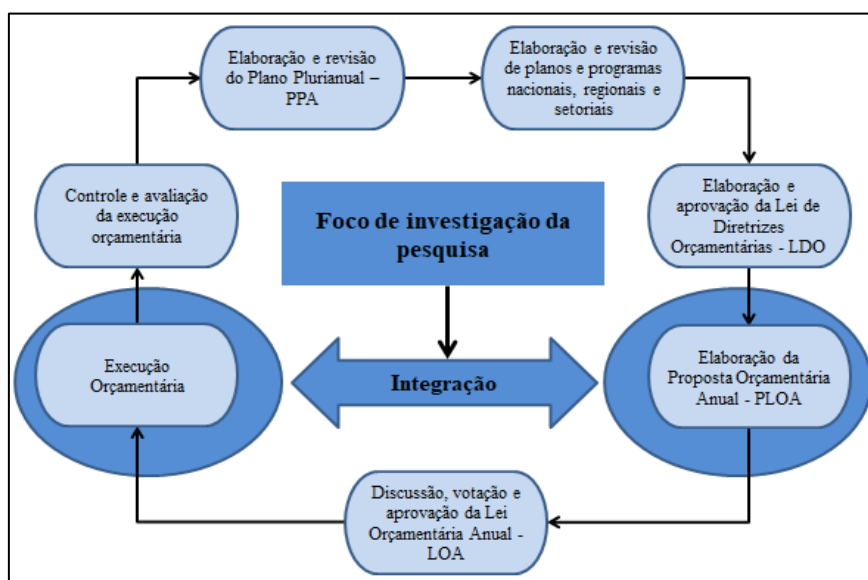 Elaboração e revisão
do Plano Plurianual –
PPA
Elaboração e revisão
de planos e programas
nacionais, regionais e
setoriais
Controle e avaliação
da execução
orçamentária
Foco de investigação da
pesquisa
Elaboração e
aprovação da Lei de
Diretrizes
Orçamentárias - LDO
Execução
Orçamentária
Integração
Elaboração da
Proposta Orçamentária
Anual - PLOA
Discussão, votação e
aprovação da Lei
Orçamentária Anual -
LOA